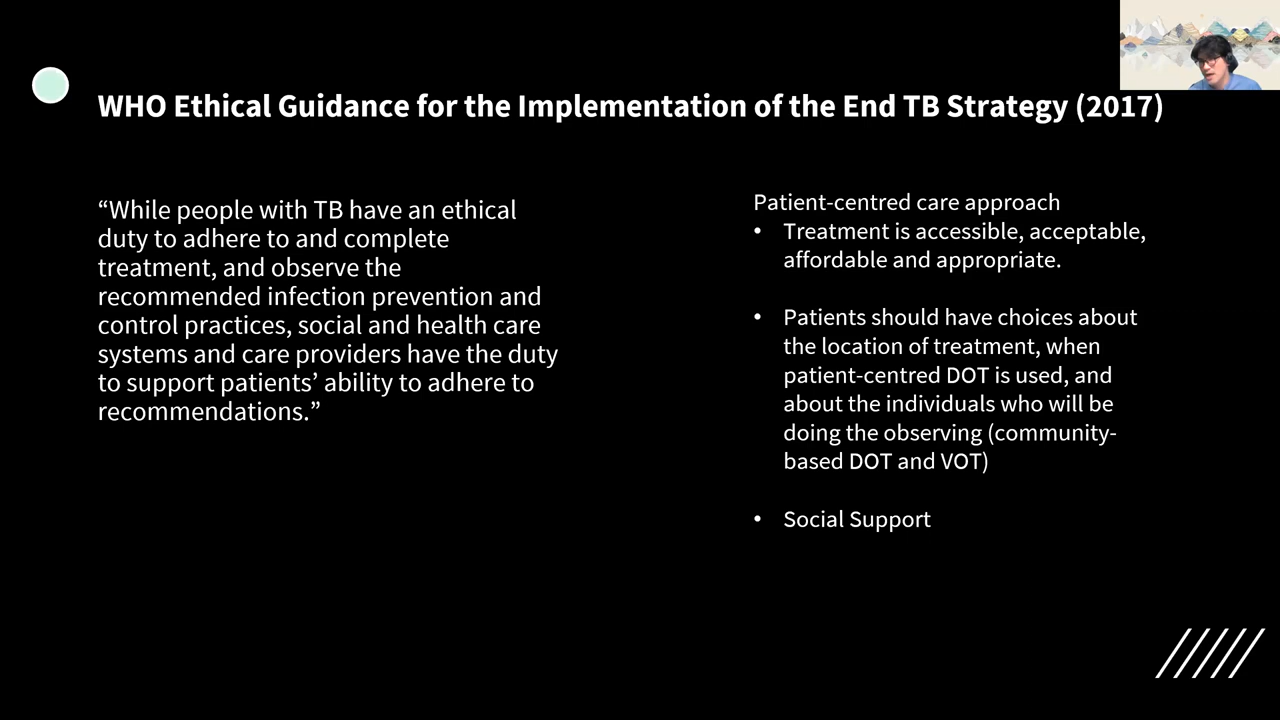 WHO Ethical Guidance for the Implementation of the End TB Strategy (2017)
“While people with TB have an ethical
duty to adhere to and complete
treatment, and observe the
recommended infection prevention and
control practices, social and health care
systems and care providers have the duty
to support patients’ ability to adhere to
recommendations.”
Patient-centred care approach
• Treatment is accessible, acceptable,
affordable and appropriate.
• Patients should have choices about
the location of treatment, when
patient-centred DOT is used, and
about the individuals who will be
doing the observing (community-
based DOT and VOT)
• Social Support